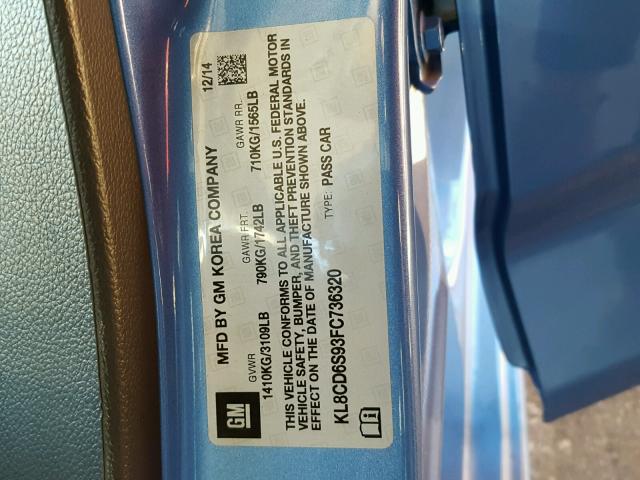 GM
MFD BY GM KOREA COMPANY
12/14
GVWR GAWR FRT. GAWR RR.
1410KG/3109LB 790KG/1742LB 710KG/1565LB
THIS VEHICLE CONFORMS TO ALL APPLICABLE U.S. FEDERAL MOTOR
VEHICLE SAFETY, BUMPER, AND THEFT PREVENTION STANDARDS IN
EFFECT ON THE DATE OF MANUFACTURE SHOWN ABOVE.
KL8CD6S93FC736320 TYPE: PASS CAR